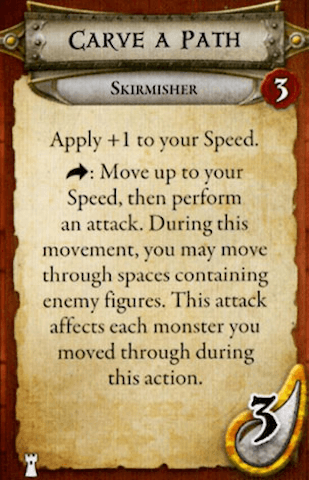 CARVE A PATH
SKIRMISHER
3
Apply +1 to your Speed.
: Move up to your
Speed, then perform
an attack. During this
movement, you may move
through spaces containing
enemy figures. This attack
affects each monster you
moved through during
this action.
3